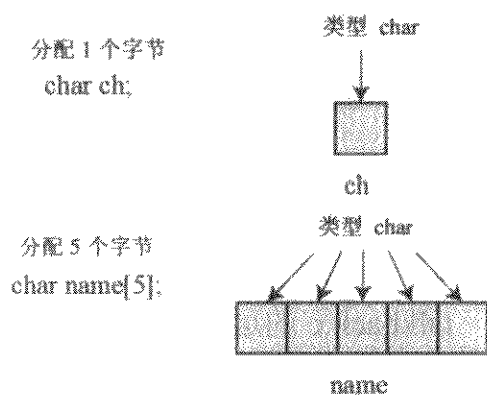 分配 1 个字节
char ch;
类型 char
ch
分配 5 个字节
char name[5];
类型 char
name